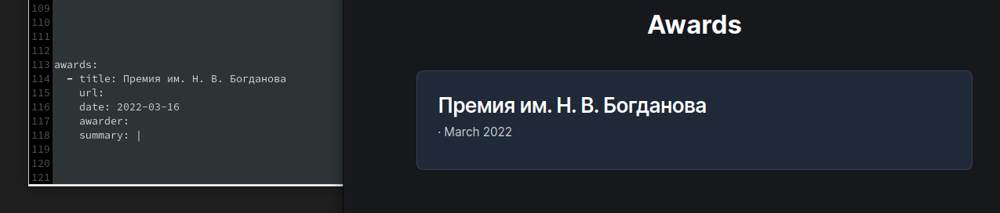 109
110
111
112
113 awards:
114 - title: Премия им. Н. В. Богданова
115 url:
116 date: 2022-03-16
117 awarder:
118 summary: |
119
120
121
Awards
Премия им. Н. В. Богданова
· March 2022